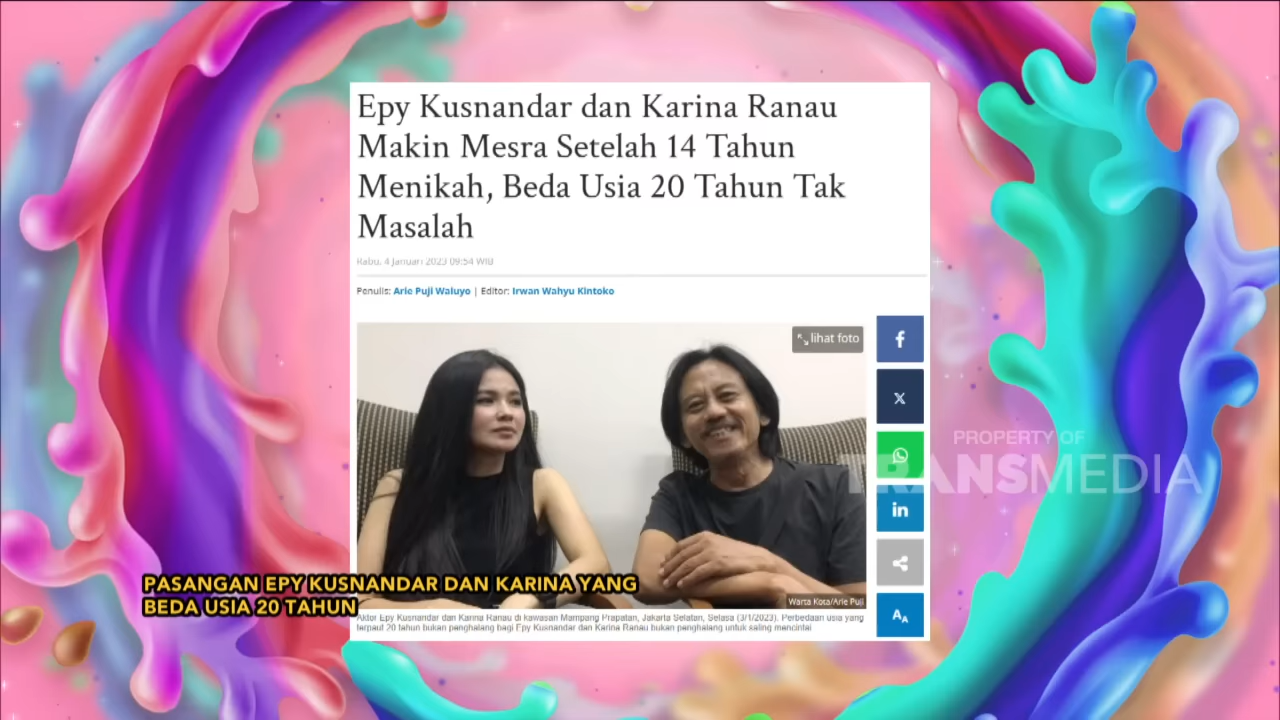 Epy Kusnandar dan Karina Ranau
Makin Mesra Setelah 14 Tahun
Menikah, Beda Usia 20 Tahun Tak
Masalah
Rabu, 4 Januari 2023 09:54 WIB
Penulis: Arie Puji Waluyo | Editor: Irwan Wahyu Kintoko
lihat foto
f
X
PROPERTY OF
TRANSMEDIA
in
PASANGAN EPY KUSNANDAR DAN KARINA YANG
BEDA USIA 20 TAHUN
Warta Kota/Arie Puji
AA
Aktor Epy Kusnandar dan Karina Ranau di kawasan Mampang Prapatan, Jakarta Selatan, Selasa (3/1/2023). Perbedaan usia yang
terpaut 20 tahun bukan penghalang bagi Epy Kusnandar dan Karina Ranau bukan penghalang untuk saling mencintai